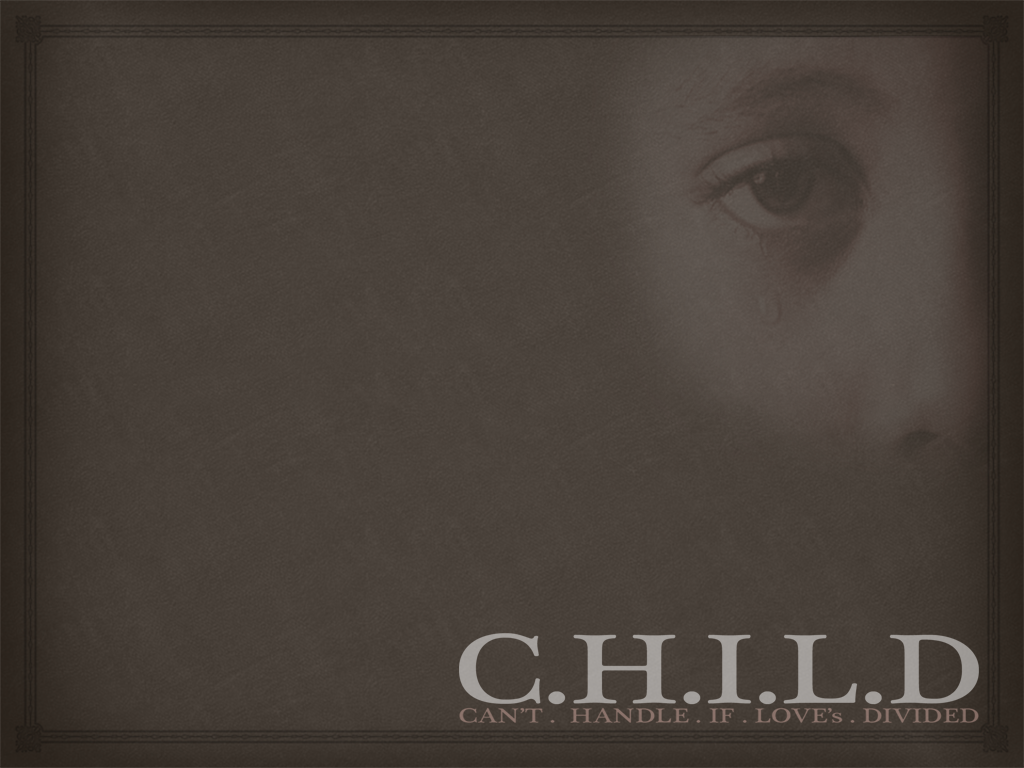 C.H.I.L.D
CAN'T . HANDLE . IF . LOVE's . DIVIDED